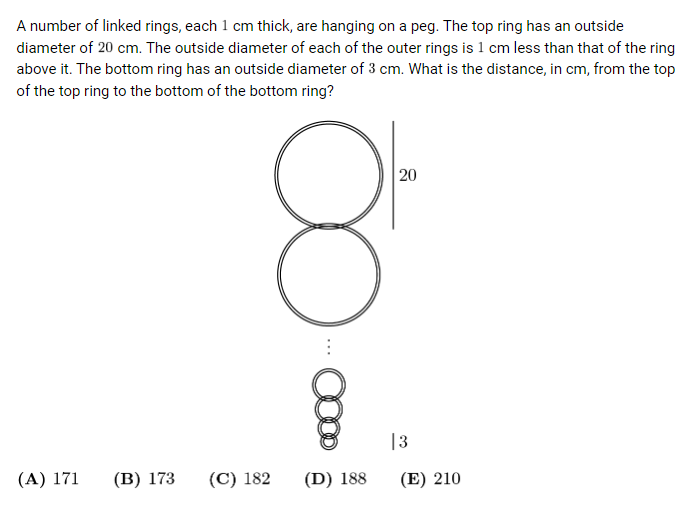 A number of linked rings, each 1 cm thick, are hanging on a peg. The top ring has an outside
diameter of 20 cm. The outside diameter of each of the outer rings is 1 cm less than that of the ring
above it. The bottom ring has an outside diameter of 3 cm. What is the distance, in cm, from the top
of the top ring to the bottom of the bottom ring?
20
⋮
3
(A) 171 (B) 173 (C) 182 (D) 188 (E) 210